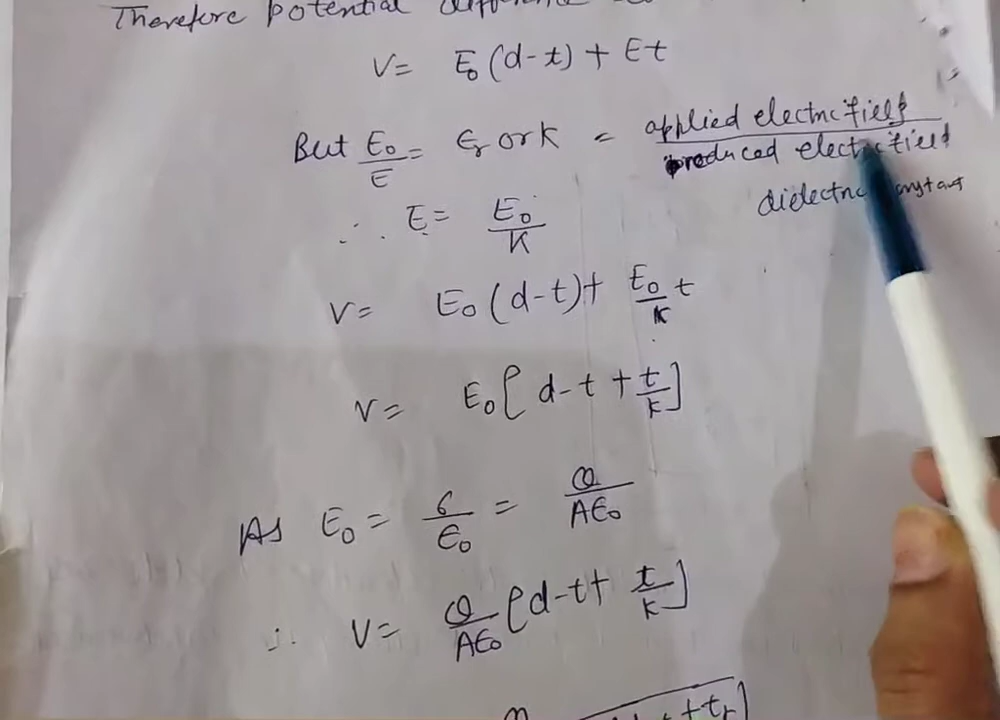 Therefore potential difference
V= E₀(d-t) + Et
But E₀/E = ϵr or k = applied electric field / produced electric field
dielectric constant
∴ E = E₀/K
V= E₀(d-t)+ E₀/K t
V= E₀[d-t+t/k]
As E₀ = σ/ϵ₀ = Q/Aϵ₀
∴ V= Q/Aϵ₀ [d-t+ t/k]